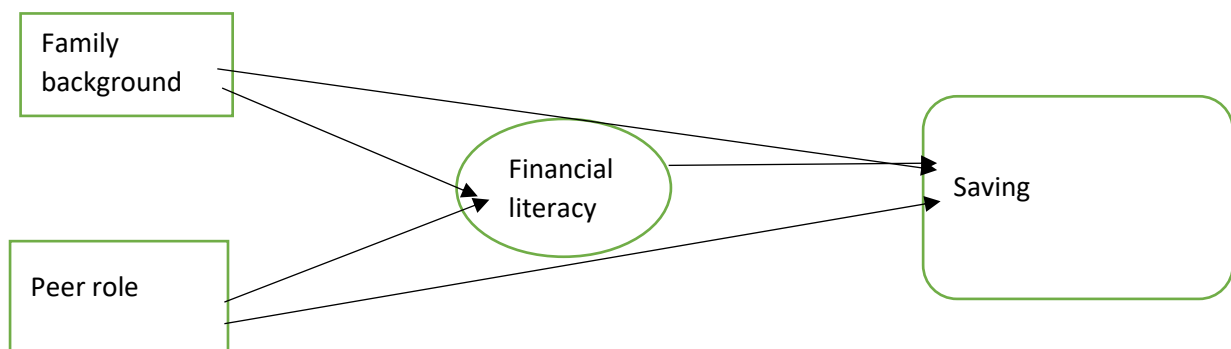 Family
background
Financial
literacy
Saving
Peer role